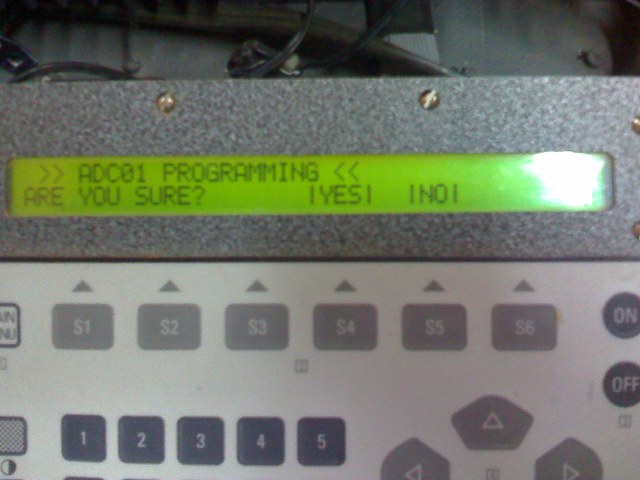 >> ADC01 PROGRAMMING <<
ARE YOU SURE? |YES| |NO|
S1 S2 S3 S4 S5 S6
ON
OFF
1 2 3 4 5